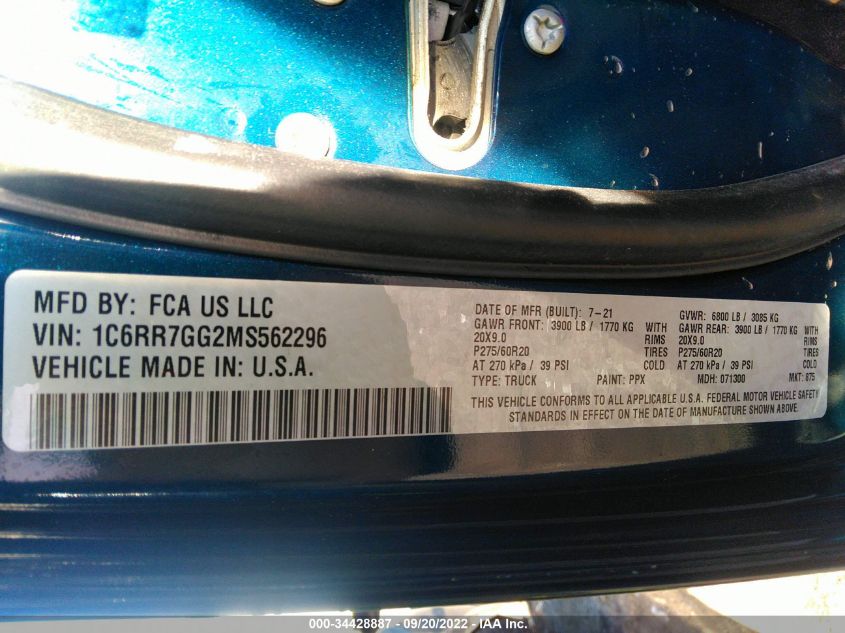 MFD BY: FCA US LLC
VIN: 1C6RR7GG2MS562296
VEHICLE MADE IN: U.S.A.
DATE OF MFR (BUILT): 7-21 GVWR: 6800 LB / 3085 KG
GAWR FRONT: 3900 LB / 1770 KG WITH GAWR REAR: 3900 LB / 1770 KG WITH
20X9.0 RIMS 20X9.0 RIMS
P275/60R20 TIRES P275/60R20 TIRES
AT 270 kPa / 39 PSI COLD AT 270 kPa / 39 PSI COLD
TYPE: TRUCK PAINT: PPX MDH: 071300 MKT: 875
THIS VEHICLE CONFORMS TO ALL APPLICABLE U.S.A. FEDERAL MOTOR VEHICLE SAFETY
STANDARDS IN EFFECT ON THE DATE OF MANUFACTURE SHOWN ABOVE.
000-34428887 - 09/20/2022 - IAA Inc.